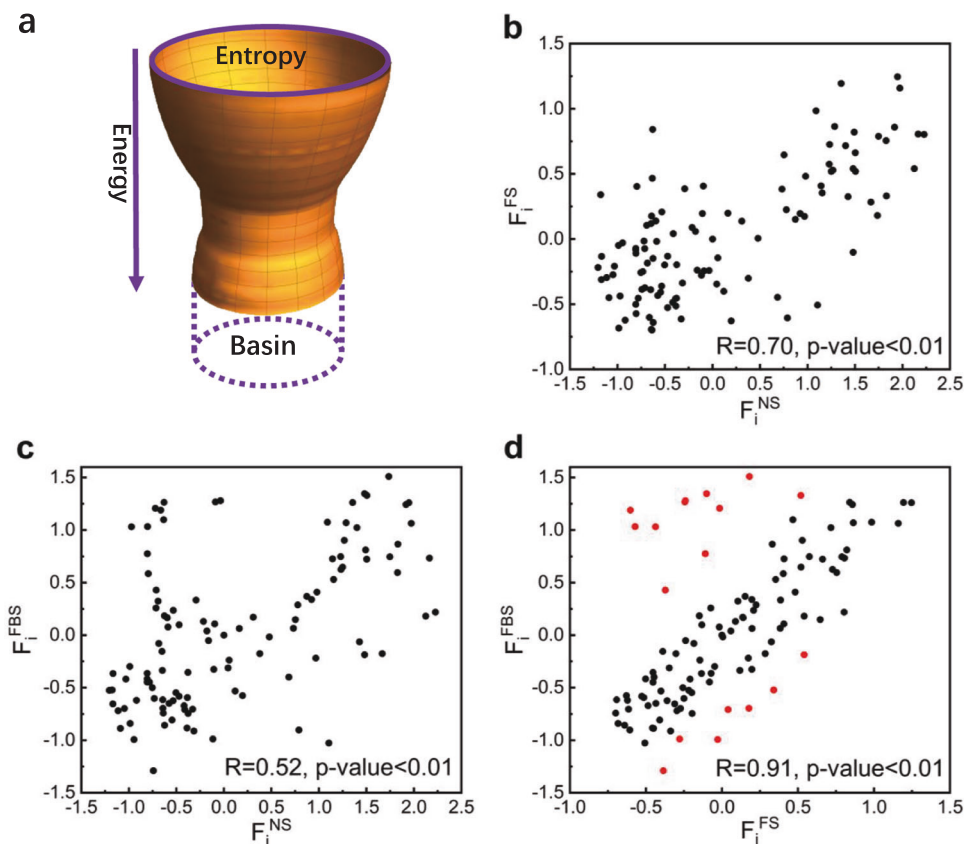 a
Entropy
Energy
Basin
b
1.5
1.0
0.5
0.0
-0.5
-1.0
F_i^FS
R=0.70, p-value<0.01
-1.5 -1.0 -0.5 0.0 0.5 1.0 1.5 2.0 2.5
F_i^NS
c
1.5
1.0
0.5
0.0
-0.5
-1.0
-1.5
F_i^FBS
R=0.52, p-value<0.01
-1.5 -1.0 -0.5 0.0 0.5 1.0 1.5 2.0 2.5
F_i^NS
d
1.5
1.0
0.5
0.0
-0.5
-1.0
-1.5
F_i^FBS
R=0.91, p-value<0.01
-1.0 -0.5 0.0 0.5 1.0 1.5
F_i^FS